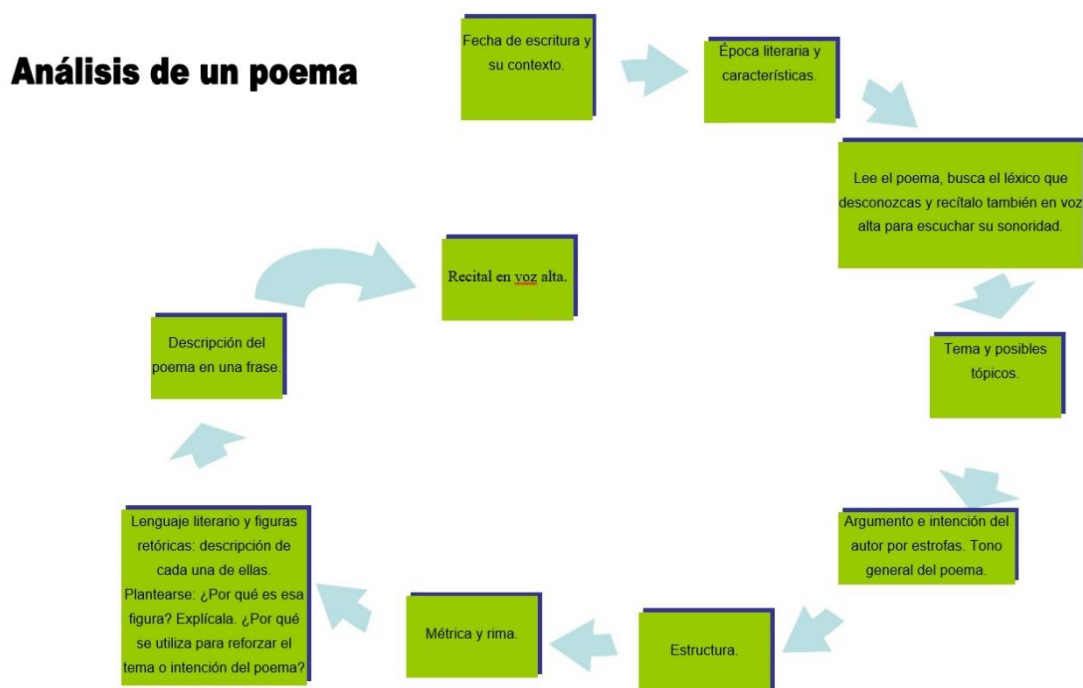 Análisis de un poema
Fecha de escritura y
su contexto.
Época literaria y
características.
Lee el poema, busca el léxico que
desconozcas y recítalo también en voz
alta para escuchar su sonoridad.
Tema y posibles
tópicos.
Argumento e intención del
autor por estrofas. Tono
general del poema.
Estructura.
Métrica y rima.
Lenguaje literario y figuras
retóricas: descripción de
cada una de ellas.
Plantearse: ¿Por qué es esa
figura? Explícala. ¿Por qué
se utiliza para reforzar el
tema o intención del poema?
Descripción del
poema en una frase.
Recital en voz alta.